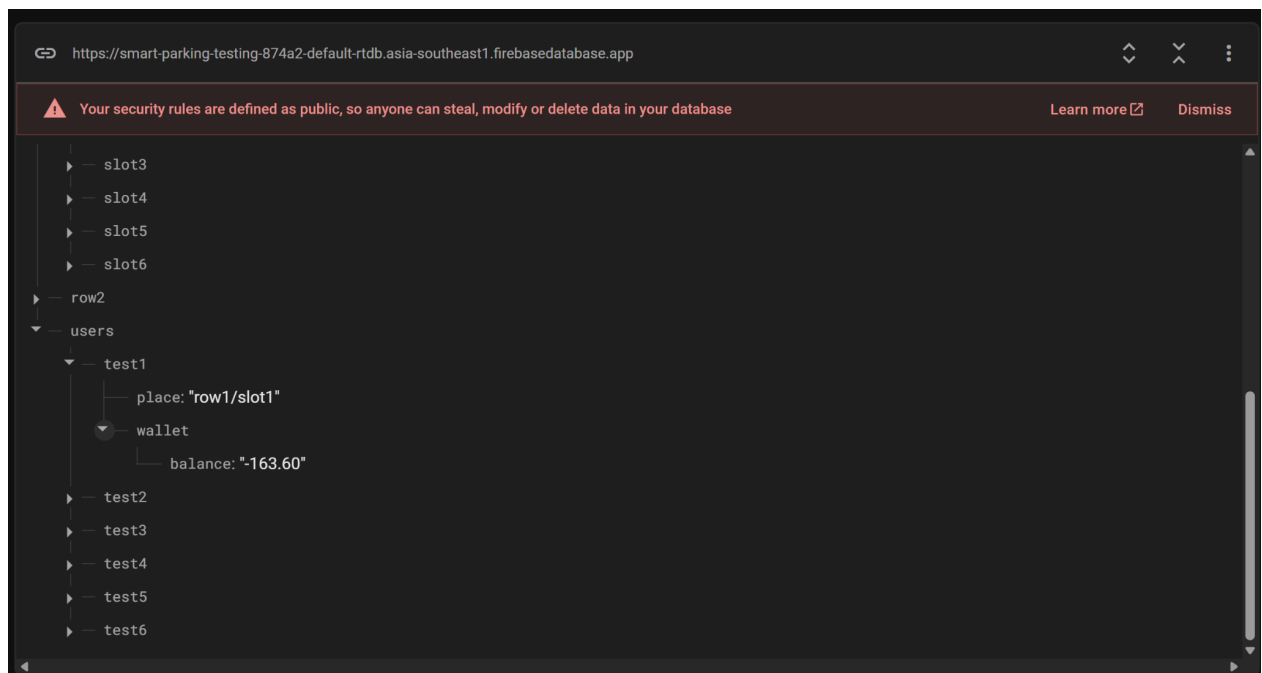 https://smart-parking-testing-874a2-default-rtdb.asia-southeast1.firebasedatabase.app
Your security rules are defined as public, so anyone can steal, modify or delete data in your database Learn more Dismiss
slot3
slot4
slot5
slot6
row2
users
test1
place: "row1/slot1"
wallet
balance: "-163.60"
test2
test3
test4
test5
test6